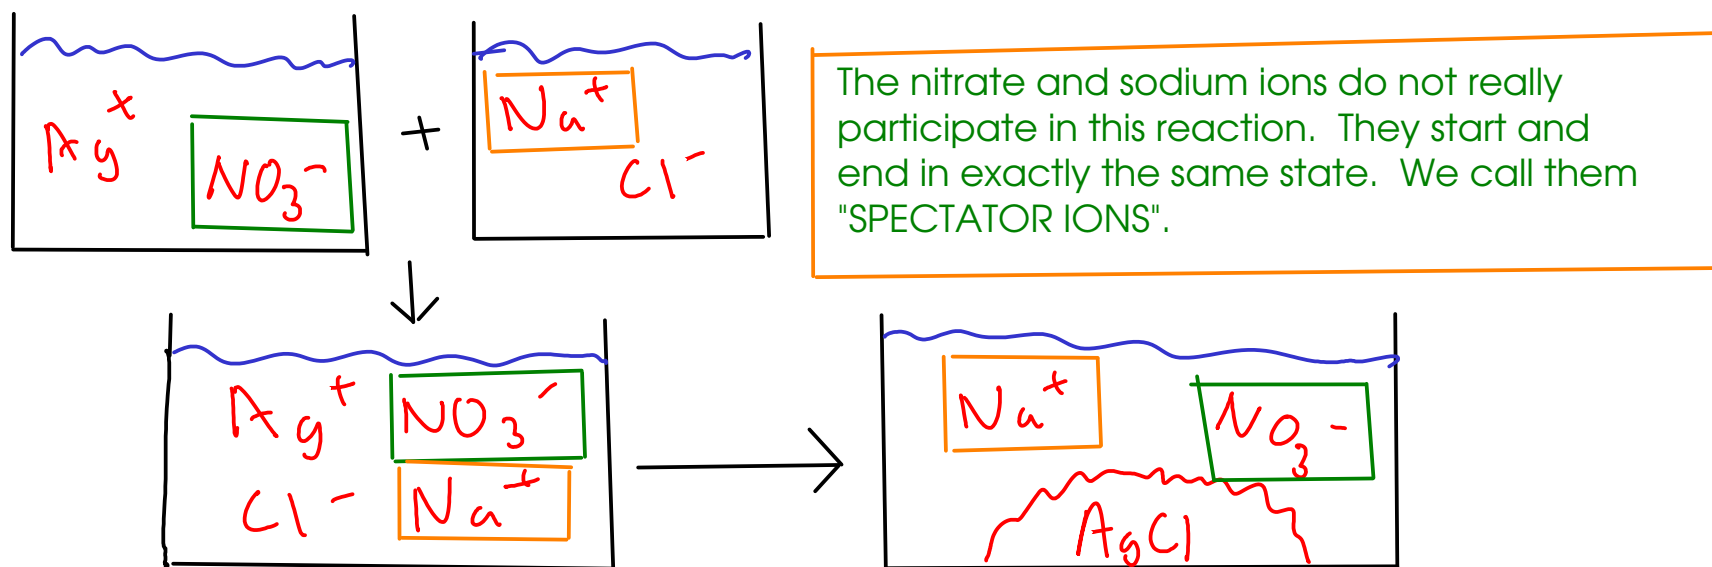 Ag+ NO3- + Na+ Cl-
The nitrate and sodium ions do not really
participate in this reaction. They start and
end in exactly the same state. We call them
"SPECTATOR IONS".
Ag+ NO3-
Cl- Na+
Na+ NO3-
AgCl